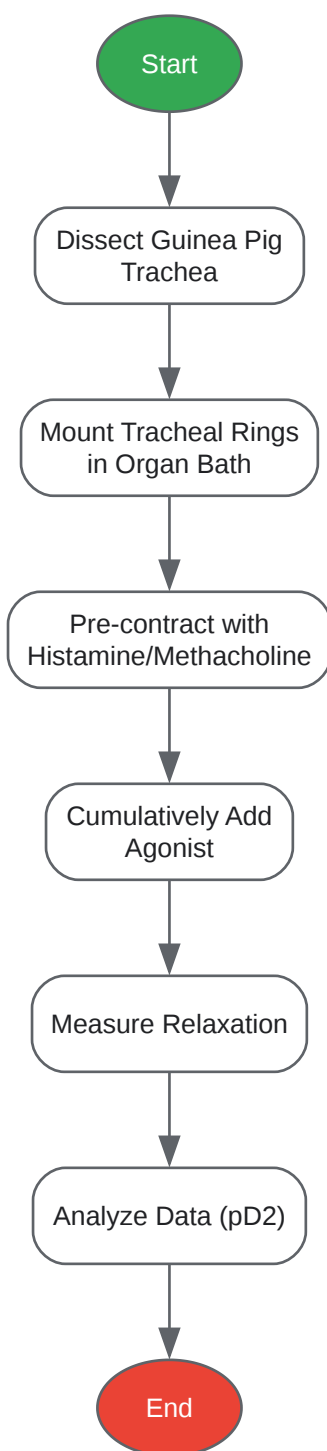 Start
Dissect Guinea Pig
Trachea
Mount Tracheal Rings
in Organ Bath
Pre-contract with
Histamine/Methacholine
Cumulatively Add
Agonist
Measure Relaxation
Analyze Data (pD2)
End